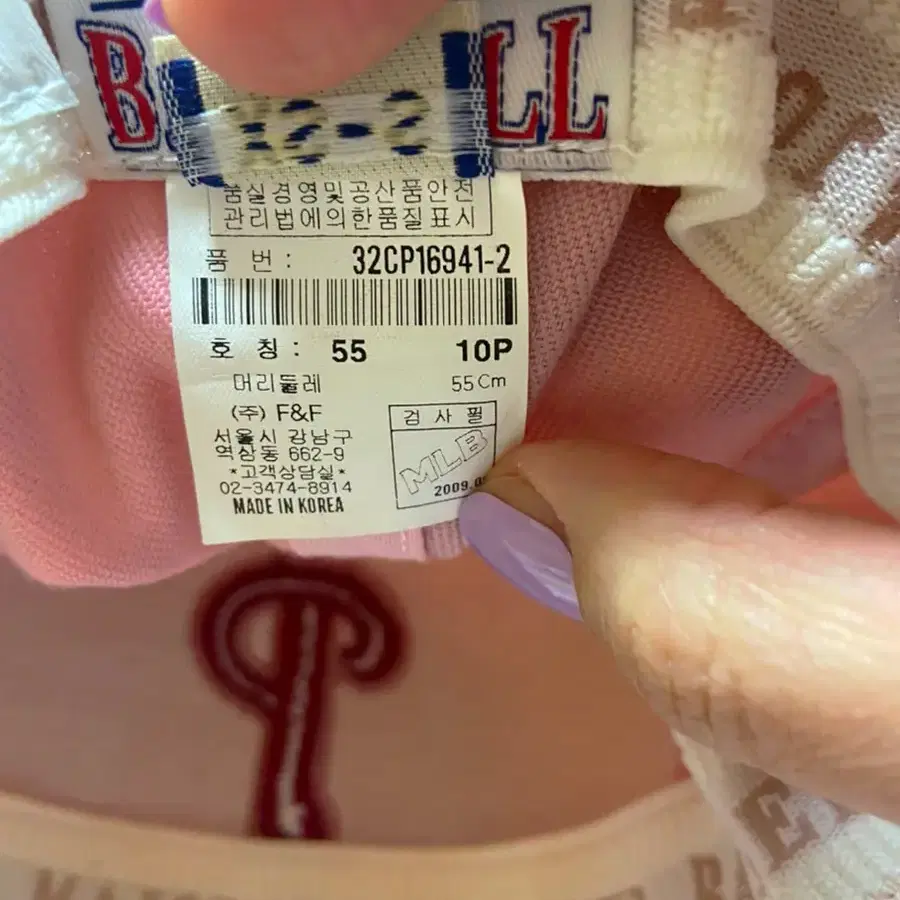 LL
품질경영및공산품안전
관리법에의한품질표시
품 번 : 32CP16941-2
호 칭 : 55 10P
머리둘레 55Cm
(주) F&F
서울시 강남구
역삼동 662-9
*고객상담실*
02-3474-8914
MADE IN KOREA
검 사 필
MLB
2009.0
P